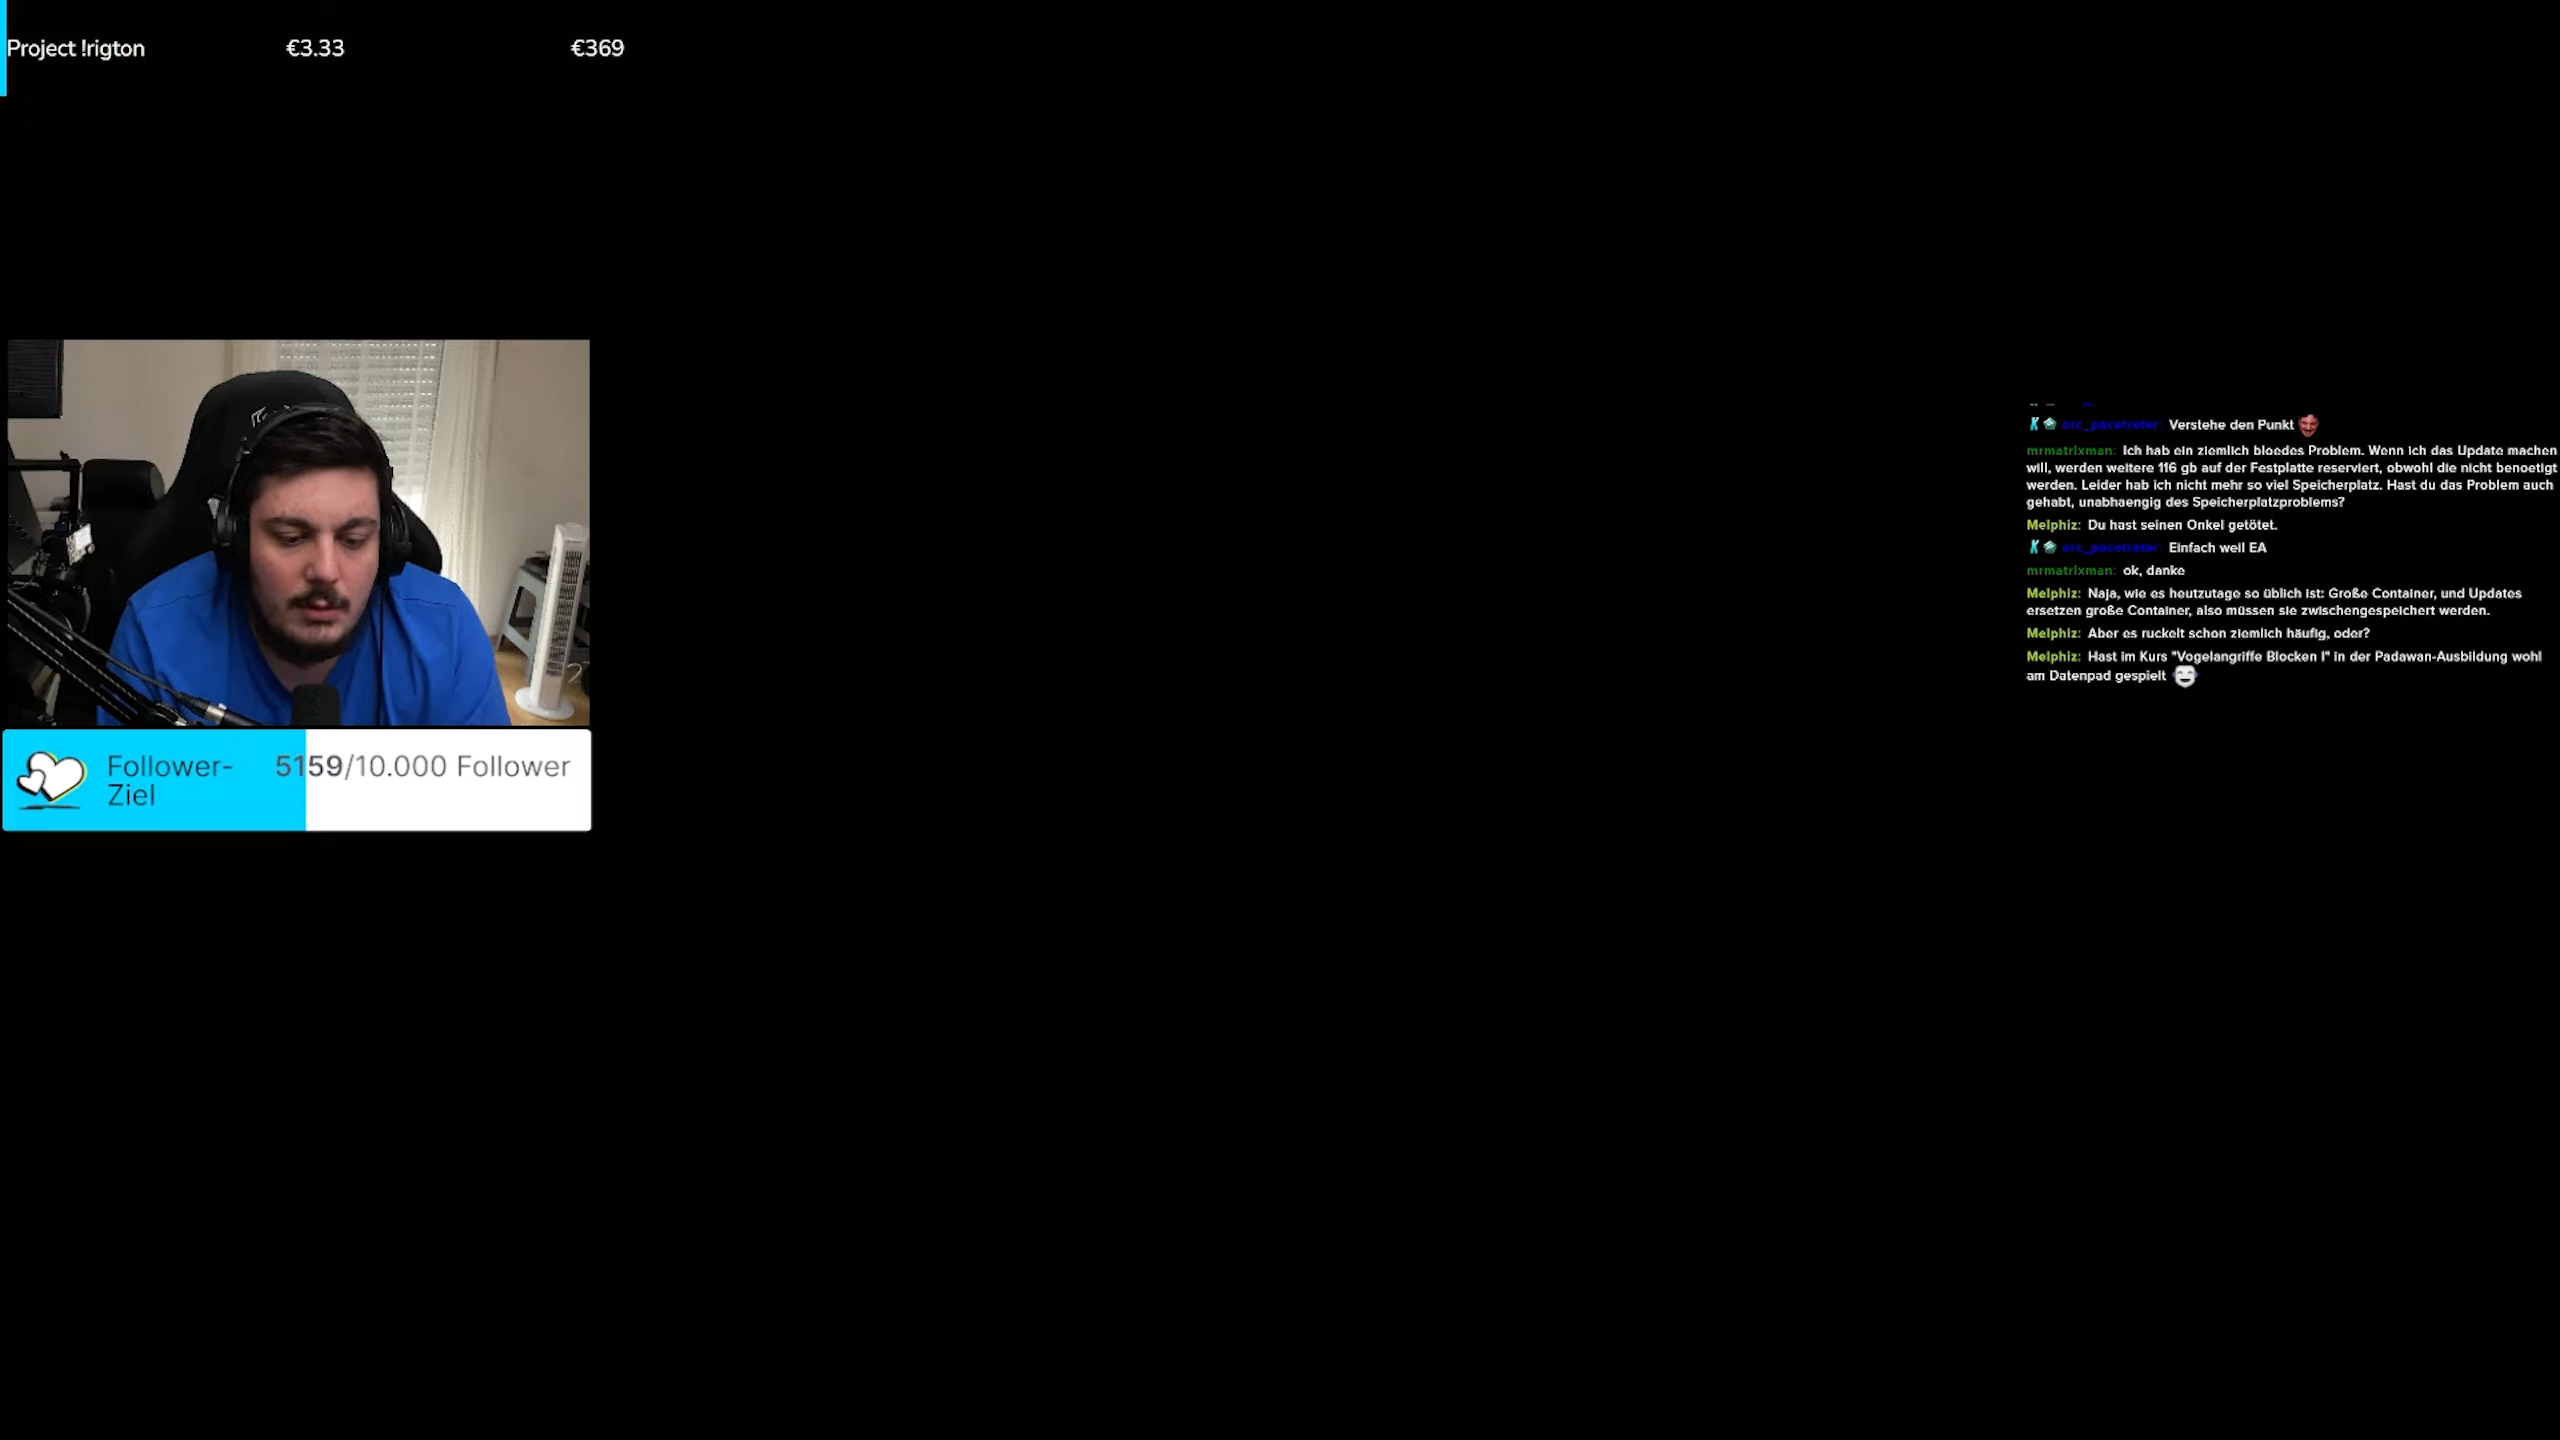 Project !rigton €3.33 €369
orc_pacetreter: Verstehe den Punkt
mrmatrixman: Ich hab ein ziemlich bloedes Problem. Wenn ich das Update machen
will, werden weitere 116 gb auf der Festplatte reserviert, obwohl die nicht benoetigt
werden. Leider hab ich nicht mehr so viel Speicherplatz. Hast du das Problem auch
gehabt, unabhaengig des Speicherplatzproblems?
Melphiz: Du hast seinen Onkel getötet.
orc_pacetreter: Einfach weil EA
mrmatrixman: ok, danke
Melphiz: Naja, wie es heutzutage so üblich ist: Große Container, und Updates
ersetzen große Container, also müssen sie zwischengespeichert werden.
Melphiz: Aber es ruckelt schon ziemlich häufig, oder?
Melphiz: Hast im Kurs "Vogelangriffe Blocken I" in der Padawan-Ausbildung wohl
am Datenpad gespielt
Follower- 5159/10.000 Follower
Ziel